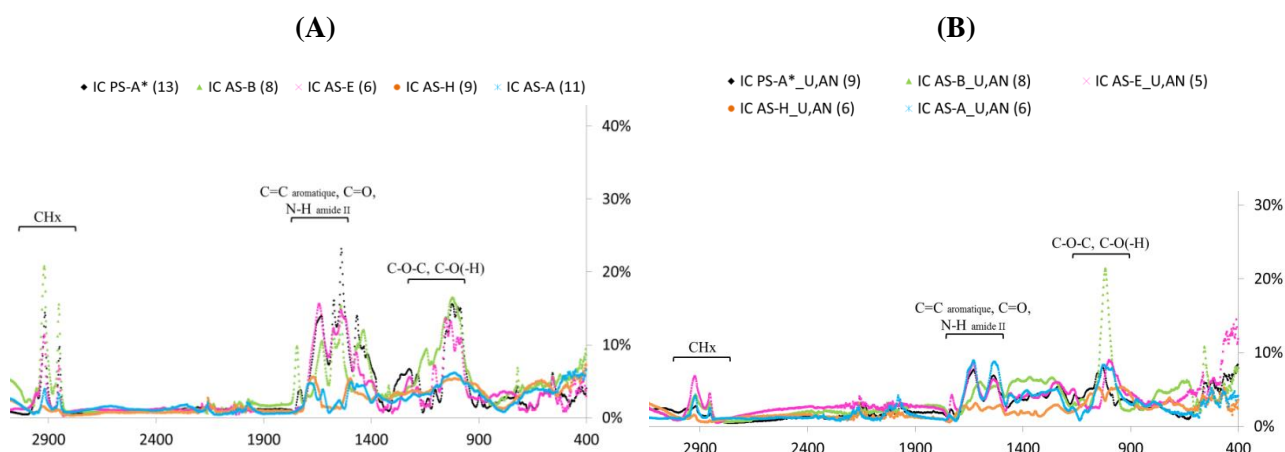 (A)
IC PS-A* (13) IC AS-B (8) IC AS-E (6) IC AS-H (9) IC AS-A (11)
40%
30%
20%
10%
0%
CHx
C=C aromatique, C=O,
N-H amide II
C-O-C, C-O(-H)
2900 2400 1900 1400 900 400
(B)
IC PS-A*_U,AN (9) IC AS-B_U,AN (8) IC AS-E_U,AN (5)
IC AS-H_U,AN (6) IC AS-A_U,AN (6)
30%
20%
10%
0%
CHx
C=C aromatique, C=O,
N-H amide II
C-O-C, C-O(-H)
2900 2400 1900 1400 900 400